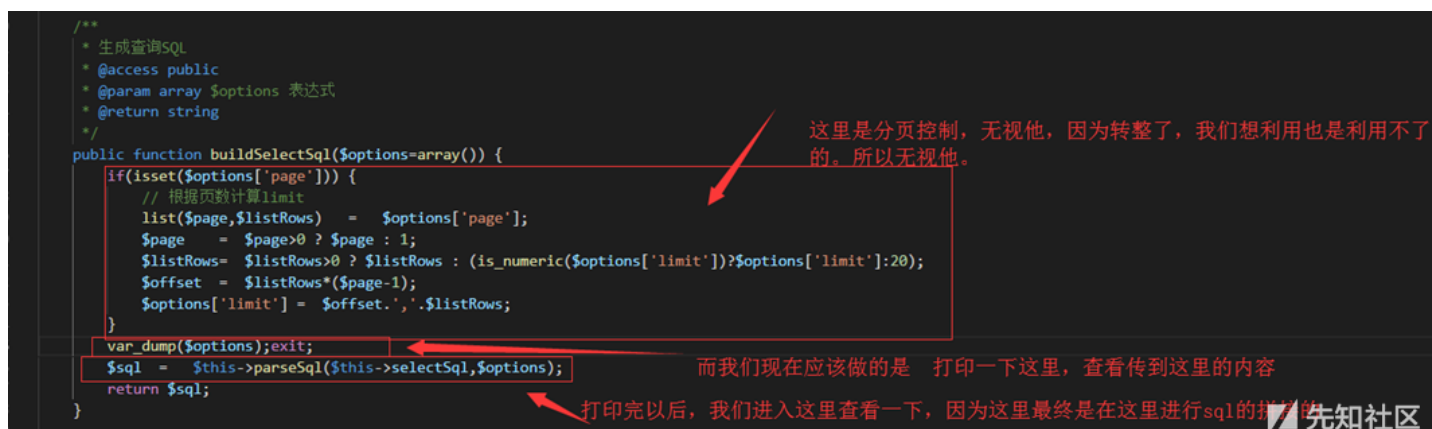 /**
* 生成查询SQL
* @access public
* @param array $options 表达式
* @return string
*/
public function buildSelectSql($options=array()) {
if(isset($options['page'])) {
// 根据页数计算limit
list($page,$listRows) = $options['page'];
$page = $page>0 ? $page : 1;
$listRows= $listRows>0 ? $listRows : (is_numeric($options['limit'])?$options['limit']:20);
$offset = $listRows*($page-1);
$options['limit'] = $offset.','.$listRows;
}
这里是分页控制，无视他，因为转整了，我们想利用也是利用不了
的。所以无视他。
var_dump($options);exit;
$sql = $this->parseSql($this->selectSql,$options);
而我们现在应该做的是 打印一下这里，查看传到这里的内容
return $sql;
}
打印完以后，我们进入这里查看一下，因为这里最终是在这里进行sql的拼接的
先知社区